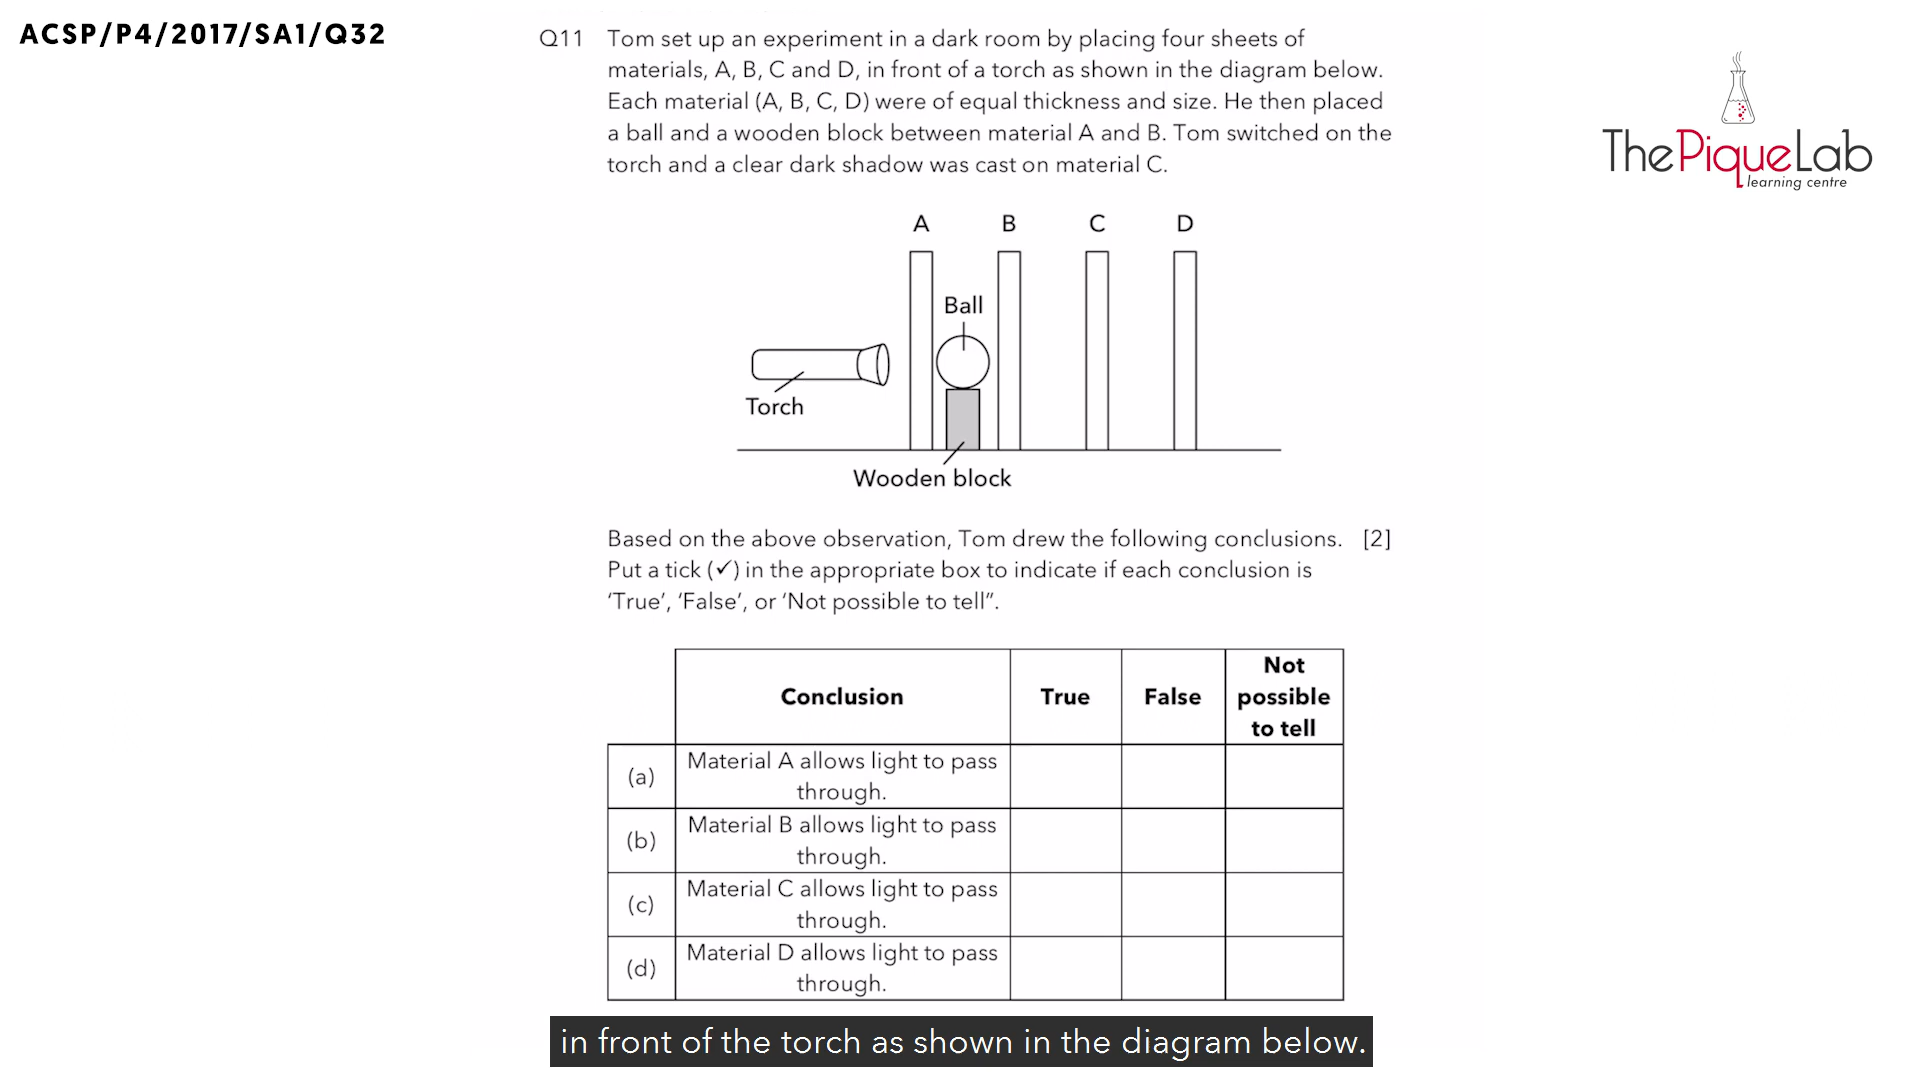 ACSP/P4/2017/SA1/Q32
Q11 Tom set up an experiment in a dark room by placing four sheets of
materials, A, B, C and D, in front of a torch as shown in the diagram below.
Each material (A, B, C, D) were of equal thickness and size. He then placed
a ball and a wooden block between material A and B. Tom switched on the
torch and a clear dark shadow was cast on material C.
ThePiqueLab
learning centre
A B C D
Ball
Torch
Wooden block
Based on the above observation, Tom drew the following conclusions. [2]
Put a tick (✓) in the appropriate box to indicate if each conclusion is
‘True’, ‘False’, or ‘Not possible to tell”.
Conclusion True False Not possible to tell
(a) Material A allows light to pass
through.
(b) Material B allows light to pass
through.
(c) Material C allows light to pass
through.
(d) Material D allows light to pass
through.
in front of the torch as shown in the diagram below.